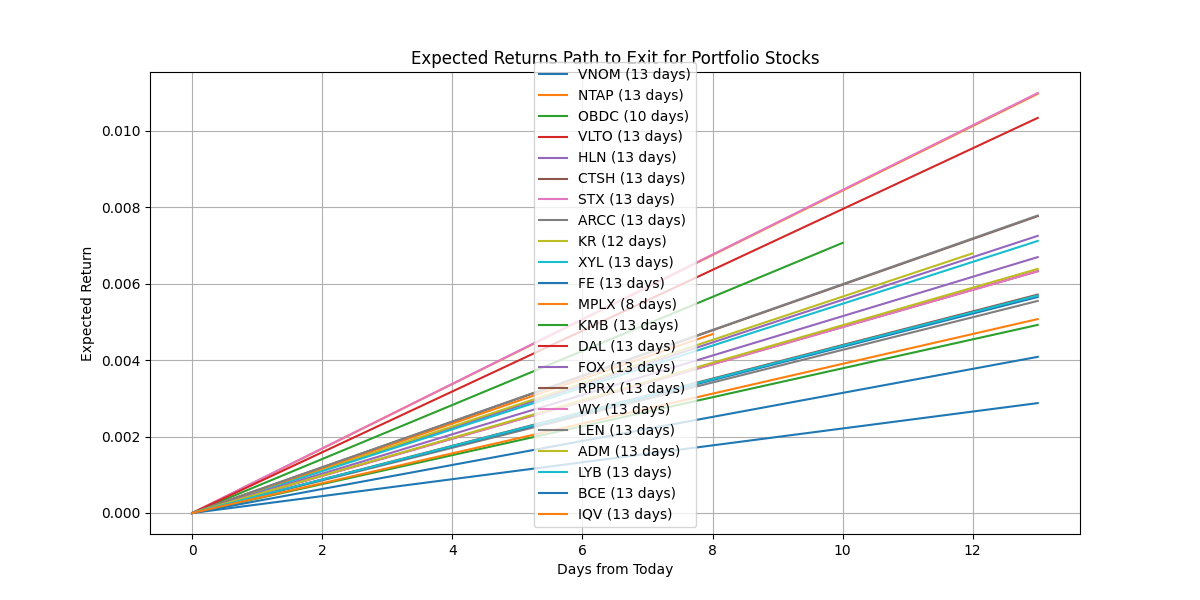 Expected Returns Path to Exit for Portfolio Stocks
VNOM (13 days)
NTAP (13 days)
OBDC (10 days)
VLTO (13 days)
HLN (13 days)
CTSH (13 days)
STX (13 days)
ARCC (13 days)
KR (12 days)
XYL (13 days)
FE (13 days)
MPLX (8 days)
KMB (13 days)
DAL (13 days)
FOX (13 days)
RPRX (13 days)
WY (13 days)
LEN (13 days)
ADM (13 days)
LYB (13 days)
BCE (13 days)
IQV (13 days)
Expected Return
0.010
0.008
0.006
0.004
0.002
0.000
0 2 4 6 8 10 12
Days from Today